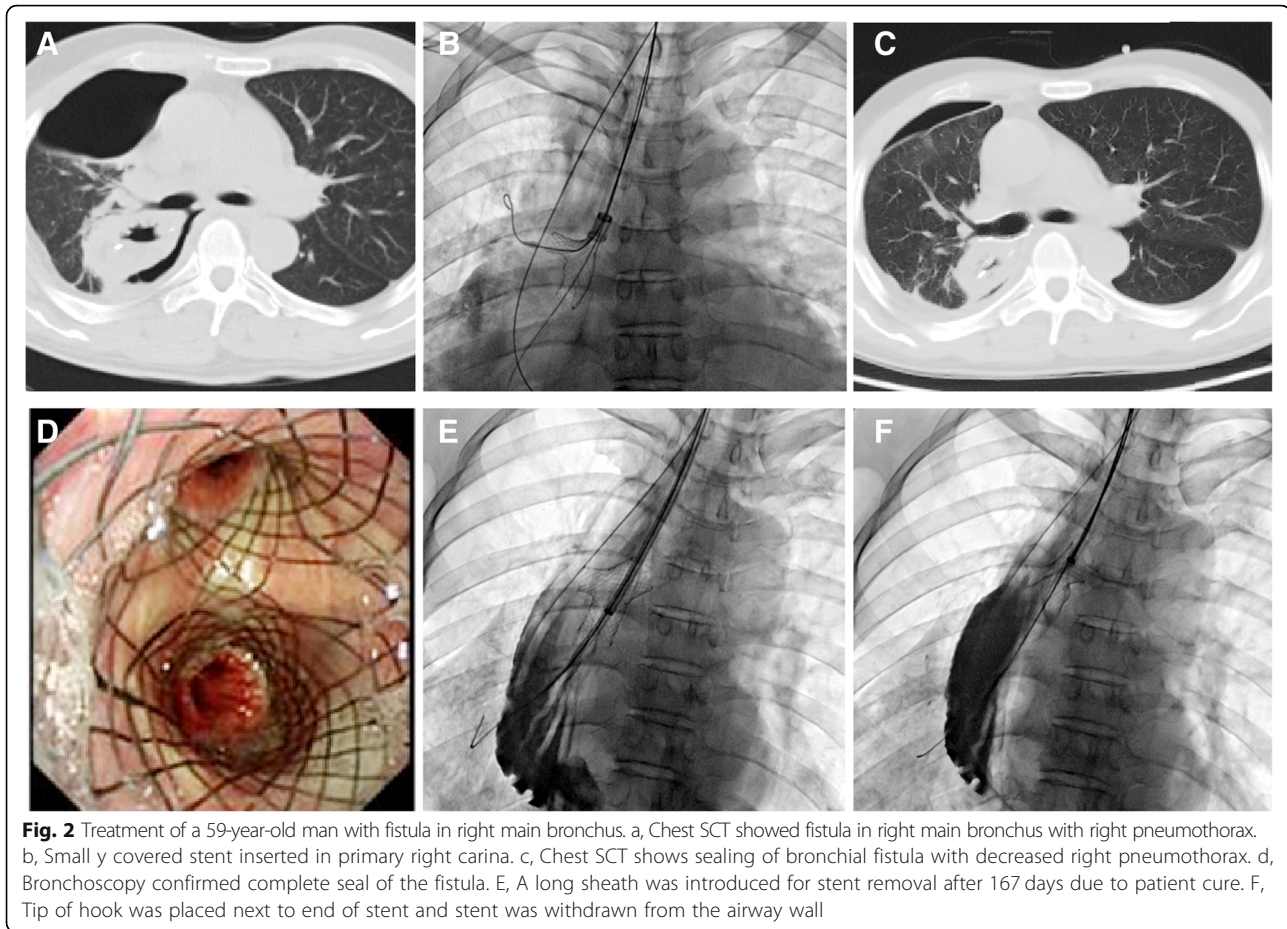 A
B
C
D
E
F
Fig. 2 Treatment of a 59-year-old man with fistula in right main bronchus. a, Chest SCT showed fistula in right main bronchus with right pneumothorax.
b, Small y covered stent inserted in primary right carina. c, Chest SCT shows sealing of bronchial fistula with decreased right pneumothorax. d,
Bronchoscopy confirmed complete seal of the fistula. E, A long sheath was introduced for stent removal after 167 days due to patient cure. F,
Tip of hook was placed next to end of stent and stent was withdrawn from the airway wall